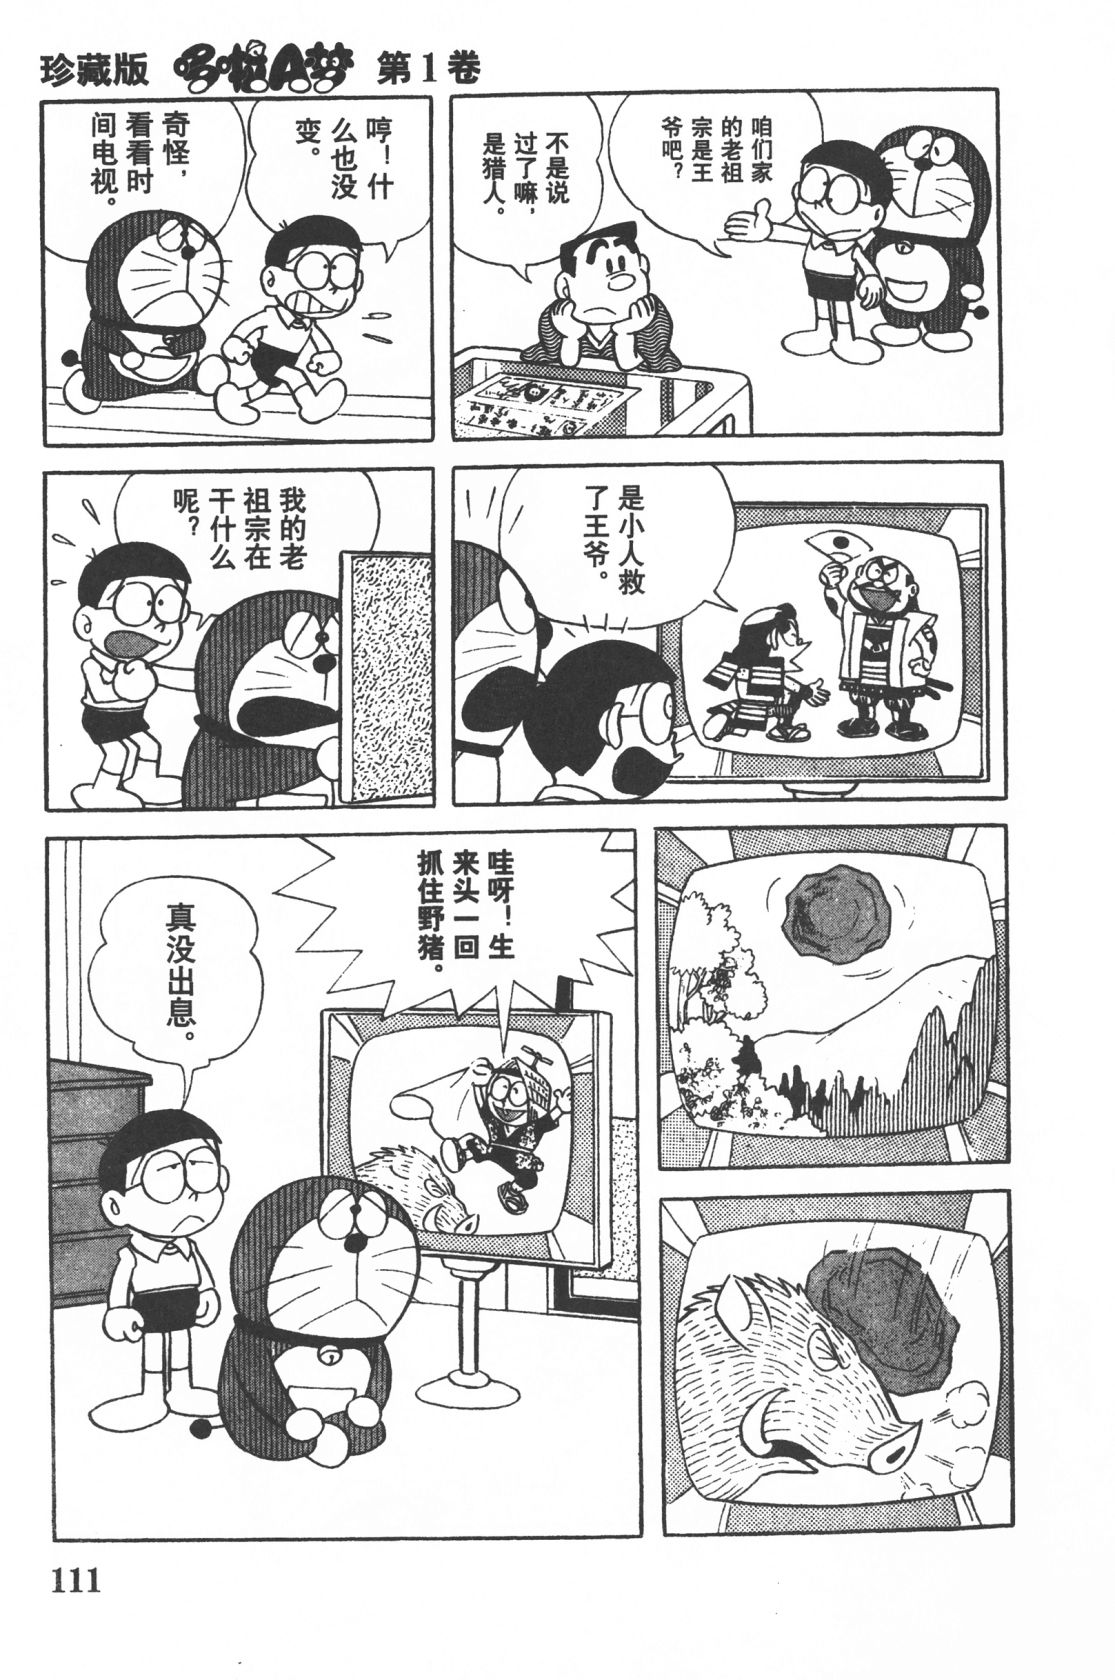 珍藏版 哆啦A梦 第1卷
咱们家
的老祖
宗是王
爷吧？
不是说
过了嘛，
是猎人。
哼！什
么也没
变。
奇怪，
看看时
间电视。
是小人救
了王爷。
我的老
祖宗在
干什么
呢？
哇呀！生
来头一回
抓住野猪。
真没出息。
111